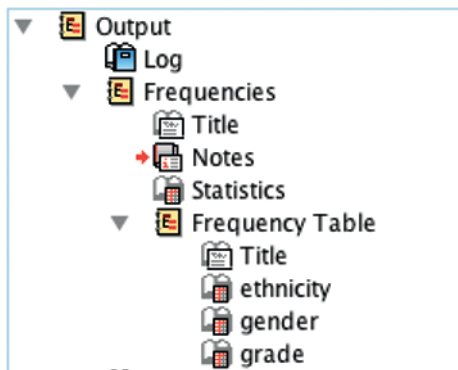 Output
Log
Frequencies
Title
Notes
Statistics
Frequency Table
Title
ethnicity
gender
grade